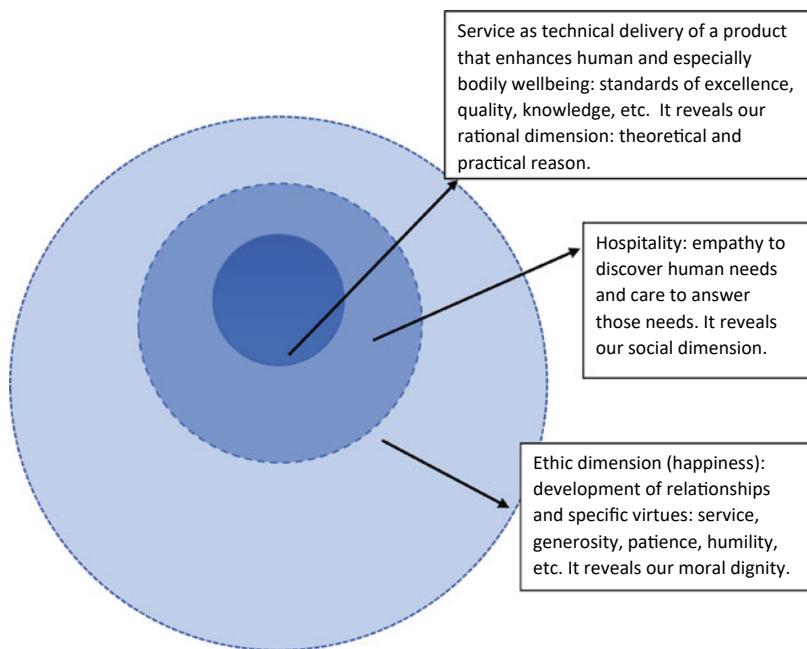 Service as technical delivery of a product
that enhances human and especially
bodily wellbeing: standards of excellence,
quality, knowledge, etc.  It reveals our
rational dimension: theoretical and
practical reason.
Hospitality: empathy to
discover human needs
and care to answer
those needs. It reveals
our social dimension.
Ethic dimension (happiness):
development of relationships
and specific virtues: service,
generosity, patience, humility,
etc. It reveals our moral dignity.